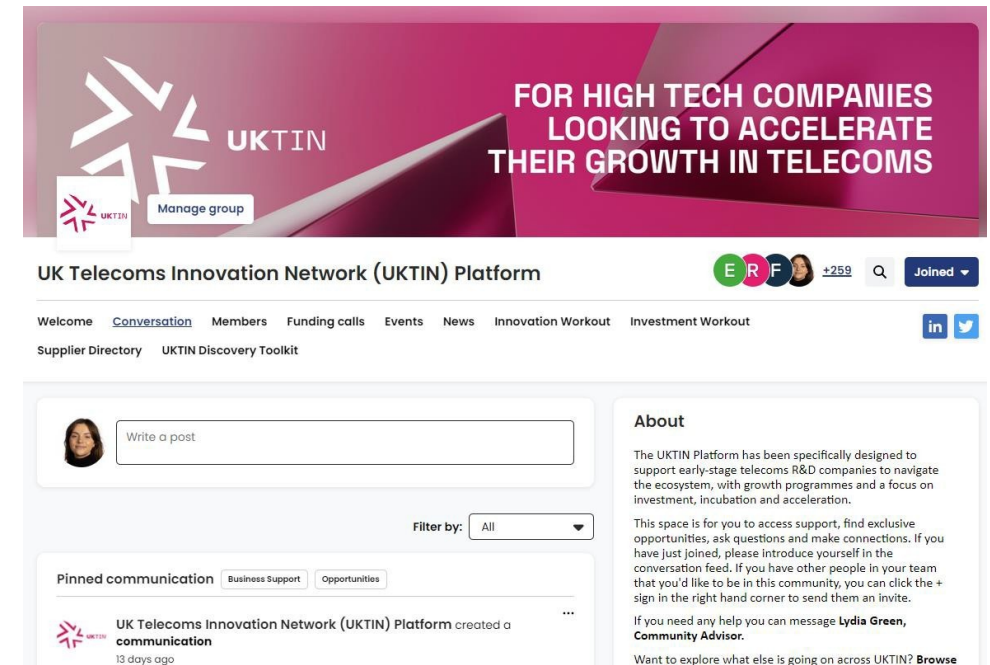 FOR HIGH TECH COMPANIES
LOOKING TO ACCELERATE
THEIR GROWTH IN TELECOMS
UKTIN
UKTIN
Manage group
UK Telecoms Innovation Network (UKTIN) Platform
E R F +259 Joined
Welcome Conversation Members Funding calls Events News Innovation Workout Investment Workout
in
Supplier Directory UKTIN Discovery Toolkit
Write a post
Filter by: All
Pinned communication Business Support Opportunities
UKTIN
UK Telecoms Innovation Network (UKTIN) Platform created a
communication
13 days ago
...
About
The UKTIN Platform has been specifically designed to
support early-stage telecoms R&D companies to navigate
the ecosystem, with growth programmes and a focus on
investment, incubation and acceleration.
This space is for you to access support, find exclusive
opportunities, ask questions and make connections. If you
have just joined, please introduce yourself in the
conversation feed. If you have other people in your team
that you'd like to be in this community, you can click the +
sign in the right hand corner to send them an invite.
If you need any help you can message Lydia Green,
Community Advisor.
Want to explore what else is going on across UKTIN? Browse